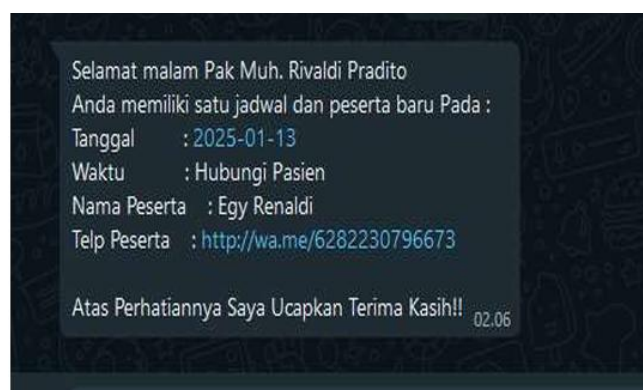 Selamat malam Pak Muh. Rivaldi Pradito
Anda memiliki satu jadwal dan peserta baru Pada :
Tanggal : 2025-01-13
Waktu : Hubungi Pasien
Nama Peserta : Egy Renaldi
Telp Peserta : http://wa.me/6282230796673
Atas Perhatiannya Saya Ucapkan Terima Kasih!! 02.06